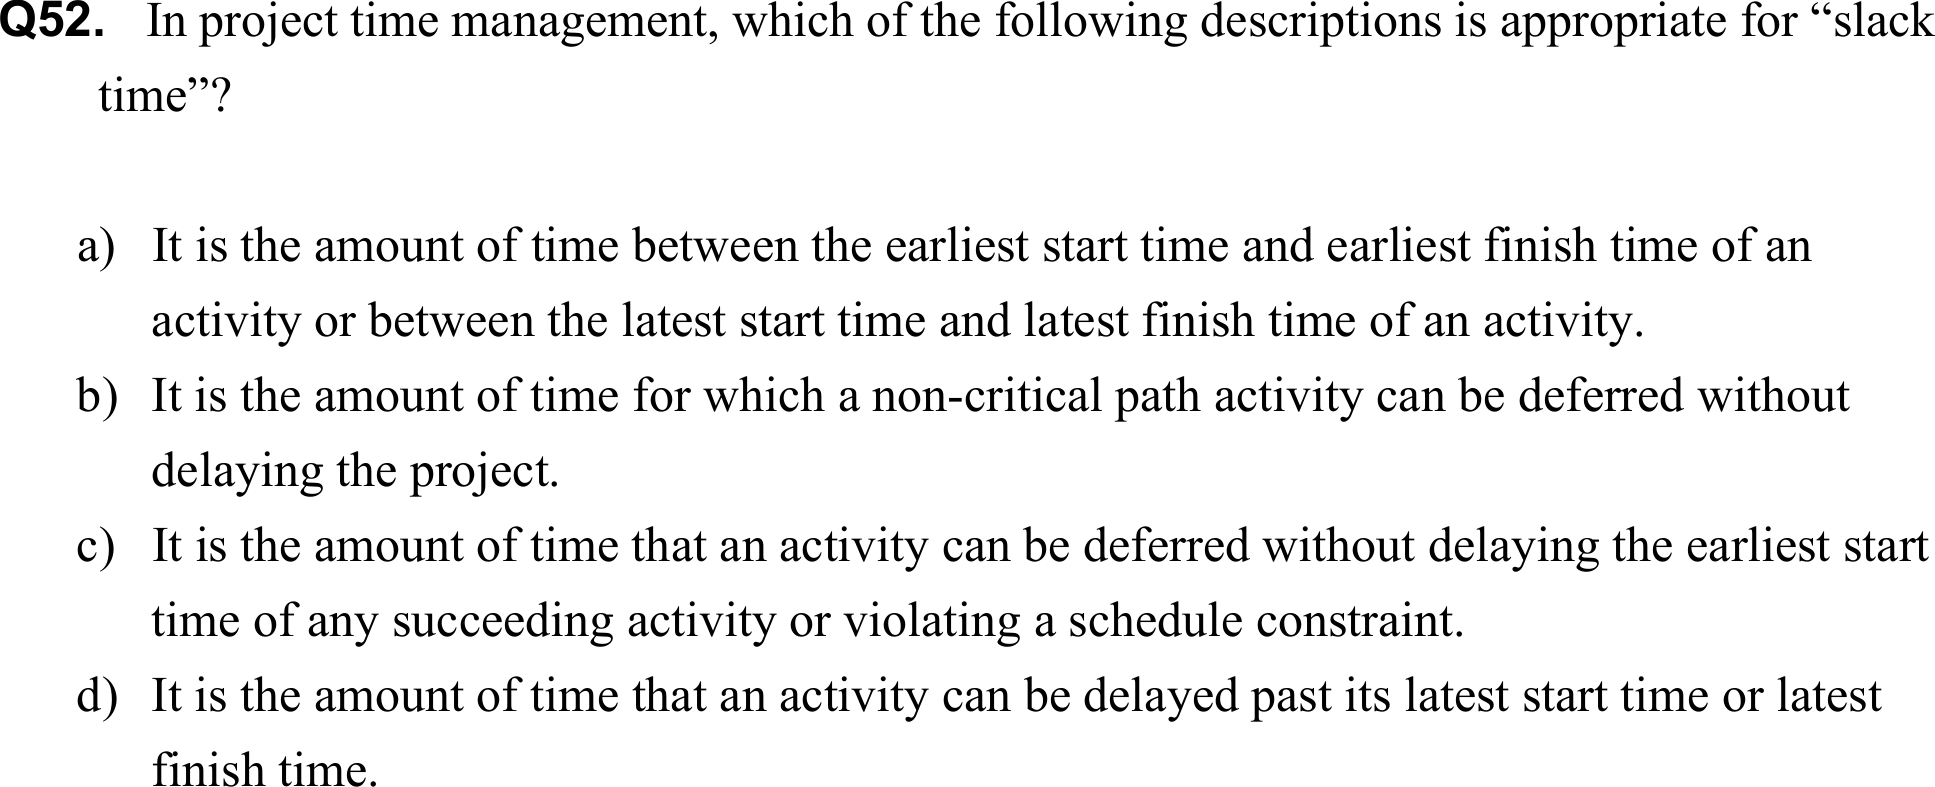 Q52. In project time management, which of the following descriptions is appropriate for “slack
time”?
a) It is the amount of time between the earliest start time and earliest finish time of an
activity or between the latest start time and latest finish time of an activity.
b) It is the amount of time for which a non-critical path activity can be deferred without
delaying the project.
c) It is the amount of time that an activity can be deferred without delaying the earliest start
time of any succeeding activity or violating a schedule constraint.
d) It is the amount of time that an activity can be delayed past its latest start time or latest
finish time.